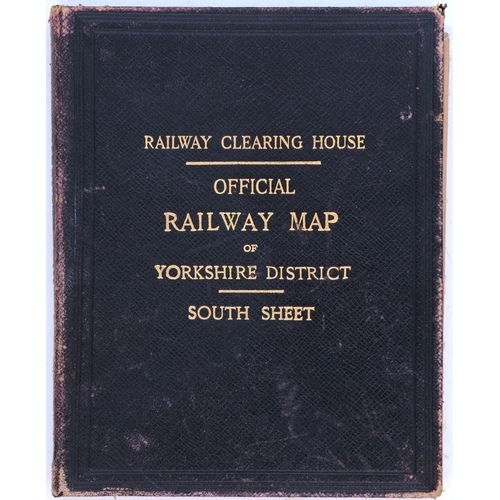 RAILWAY CLEARING HOUSE
OFFICIAL
RAILWAY MAP
OF
YORKSHIRE DISTRICT
SOUTH SHEET